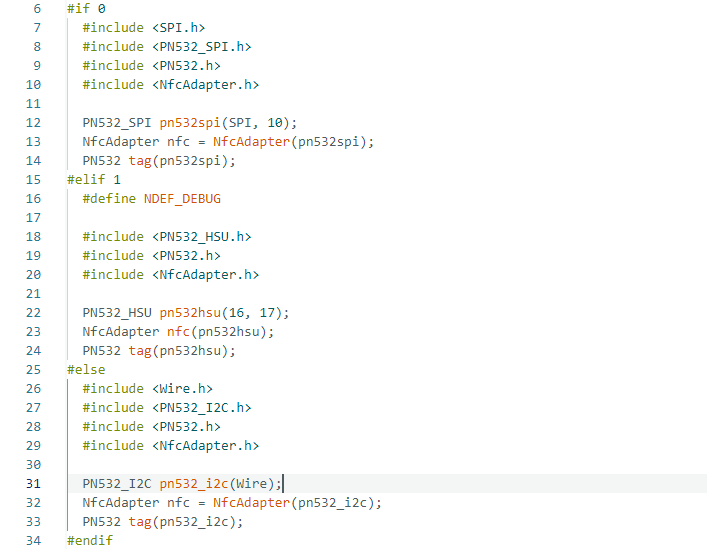 6 #if 0
7   #include <SPI.h>
8   #include <PN532_SPI.h>
9   #include <PN532.h>
10   #include <NfcAdapter.h>
11
12   PN532_SPI pn532spi(SPI, 10);
13   NfcAdapter nfc = NfcAdapter(pn532spi);
14   PN532 tag(pn532spi);
15 #elif 1
16   #define NDEF_DEBUG
17
18   #include <PN532_HSU.h>
19   #include <PN532.h>
20   #include <NfcAdapter.h>
21
22   PN532_HSU pn532hsu(16, 17);
23   NfcAdapter nfc(pn532hsu);
24   PN532 tag(pn532hsu);
25 #else
26   #include <Wire.h>
27   #include <PN532_I2C.h>
28   #include <PN532.h>
29   #include <NfcAdapter.h>
30
31   PN532_I2C pn532_i2c(Wire);
32   NfcAdapter nfc = NfcAdapter(pn532_i2c);
33   PN532 tag(pn532_i2c);
34 #endif